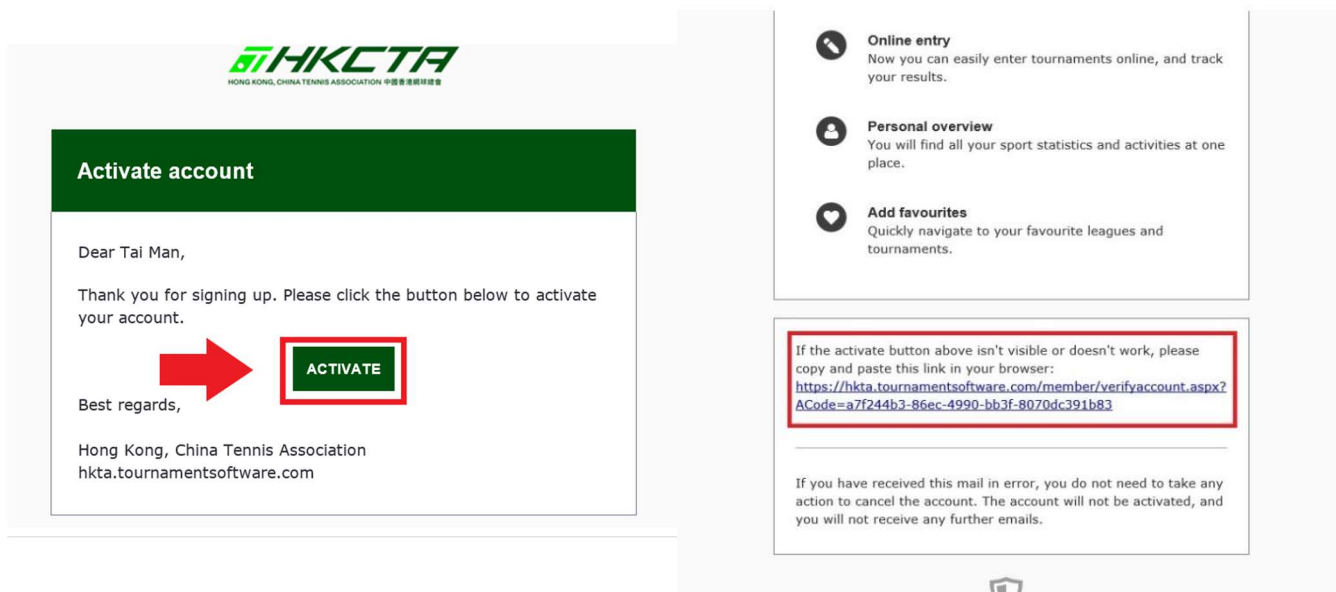 HKCTA
HONG KONG, CHINA TENNIS ASSOCIATION 中國香港網球總會
Activate account
Dear Tai Man,
Thank you for signing up. Please click the button below to activate
your account.
ACTIVATE
Best regards,
Hong Kong, China Tennis Association
hkta.tournamentsoftware.com
Online entry
Now you can easily enter tournaments online, and track
your results.
Personal overview
You will find all your sport statistics and activities at one
place.
Add favourites
Quickly navigate to your favourite leagues and
tournaments.
If the activate button above isn't visible or doesn't work, please
copy and paste this link in your browser:
https://hkta.tournamentsoftware.com/member/verifyaccount.aspx?
ACode=a7f244b3-86ec-4990-bb3f-8070dc391b83
If you have received this mail in error, you do not need to take any
action to cancel the account. The account will not be activated, and
you will not receive any further emails.